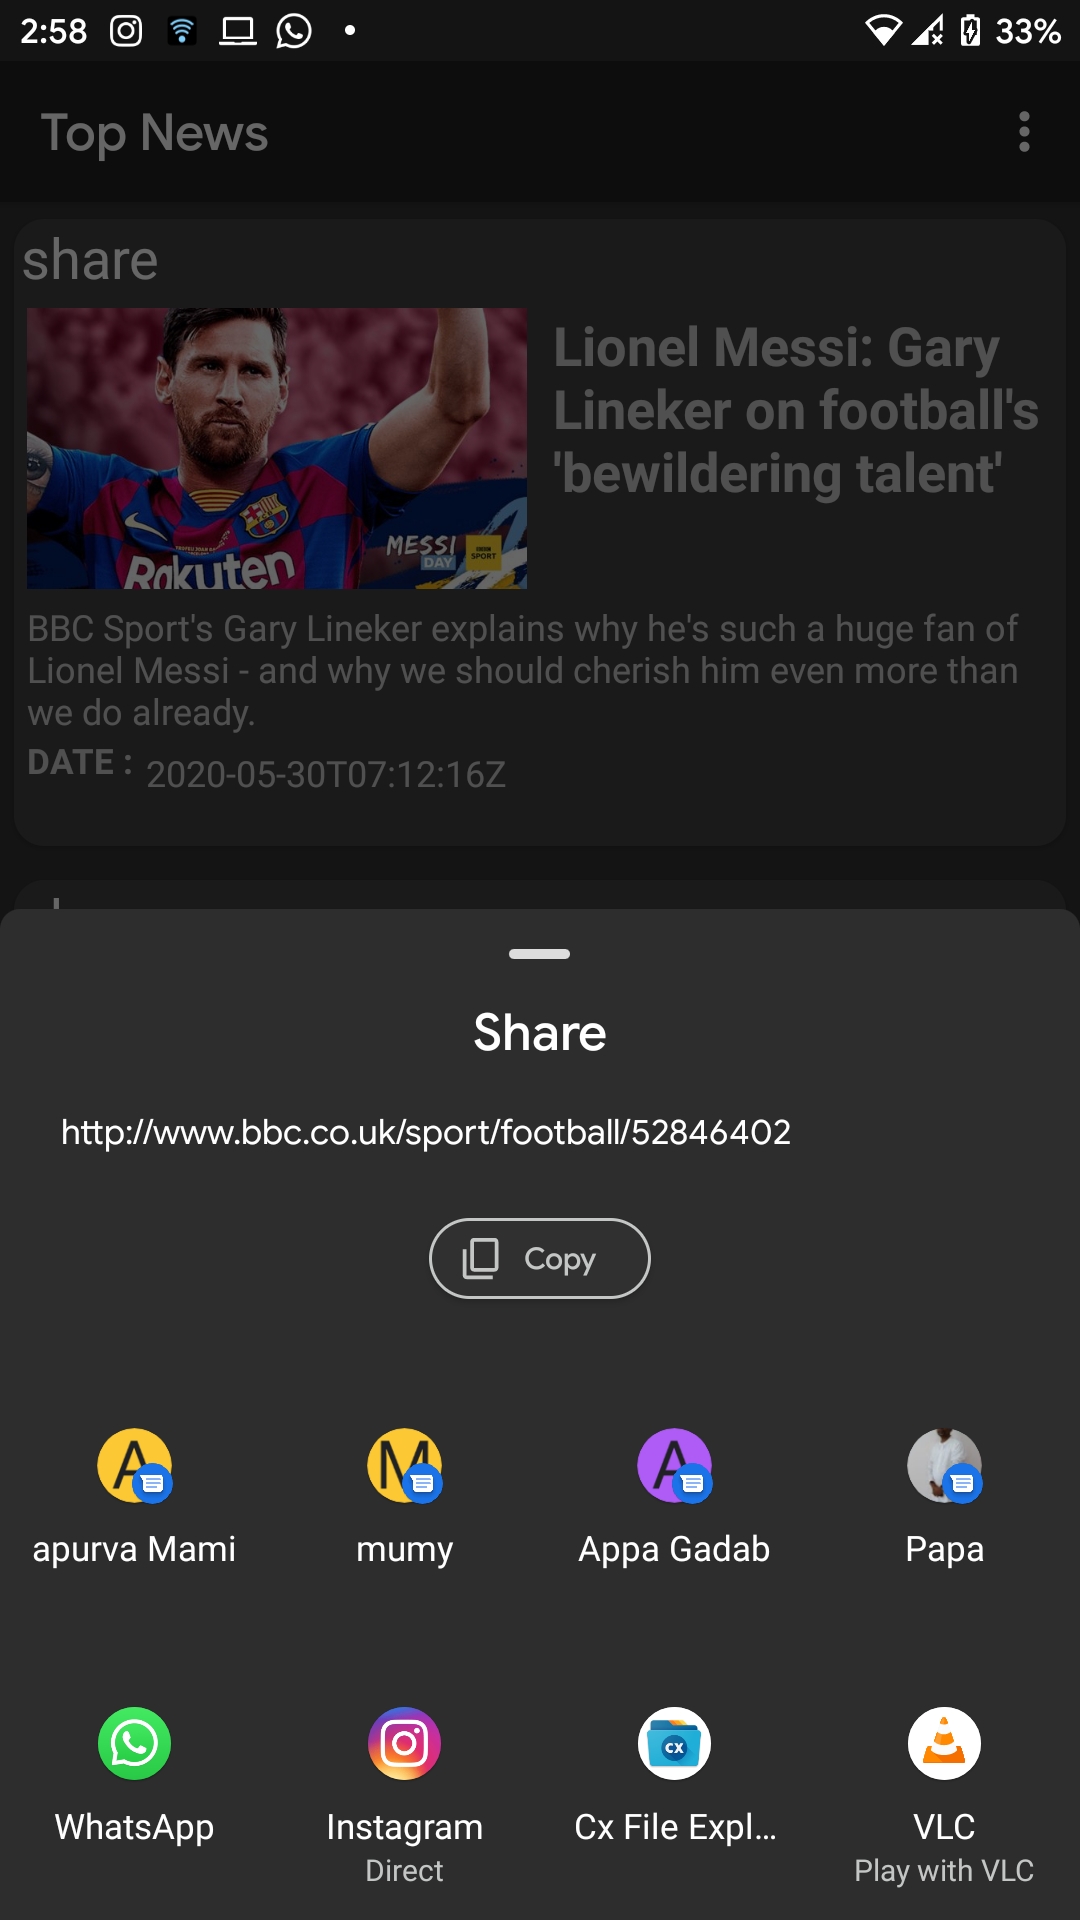 2:58
33%
Top News
share
Lionel Messi: Gary
Lineker on football's
'bewildering talent'
Rakuten
MESSI
DAY
BBC
SPORT
BBC Sport's Gary Lineker explains why he's such a huge fan of
Lionel Messi - and why we should cherish him even more than
we do already.
DATE : 2020-05-30T07:12:16Z
Share
http://www.bbc.co.uk/sport/football/52846402
Copy
A M A
apurva Mami mumy Appa Gadab Papa
cx
WhatsApp Instagram Cx File Expl... VLC
Direct Play with VLC